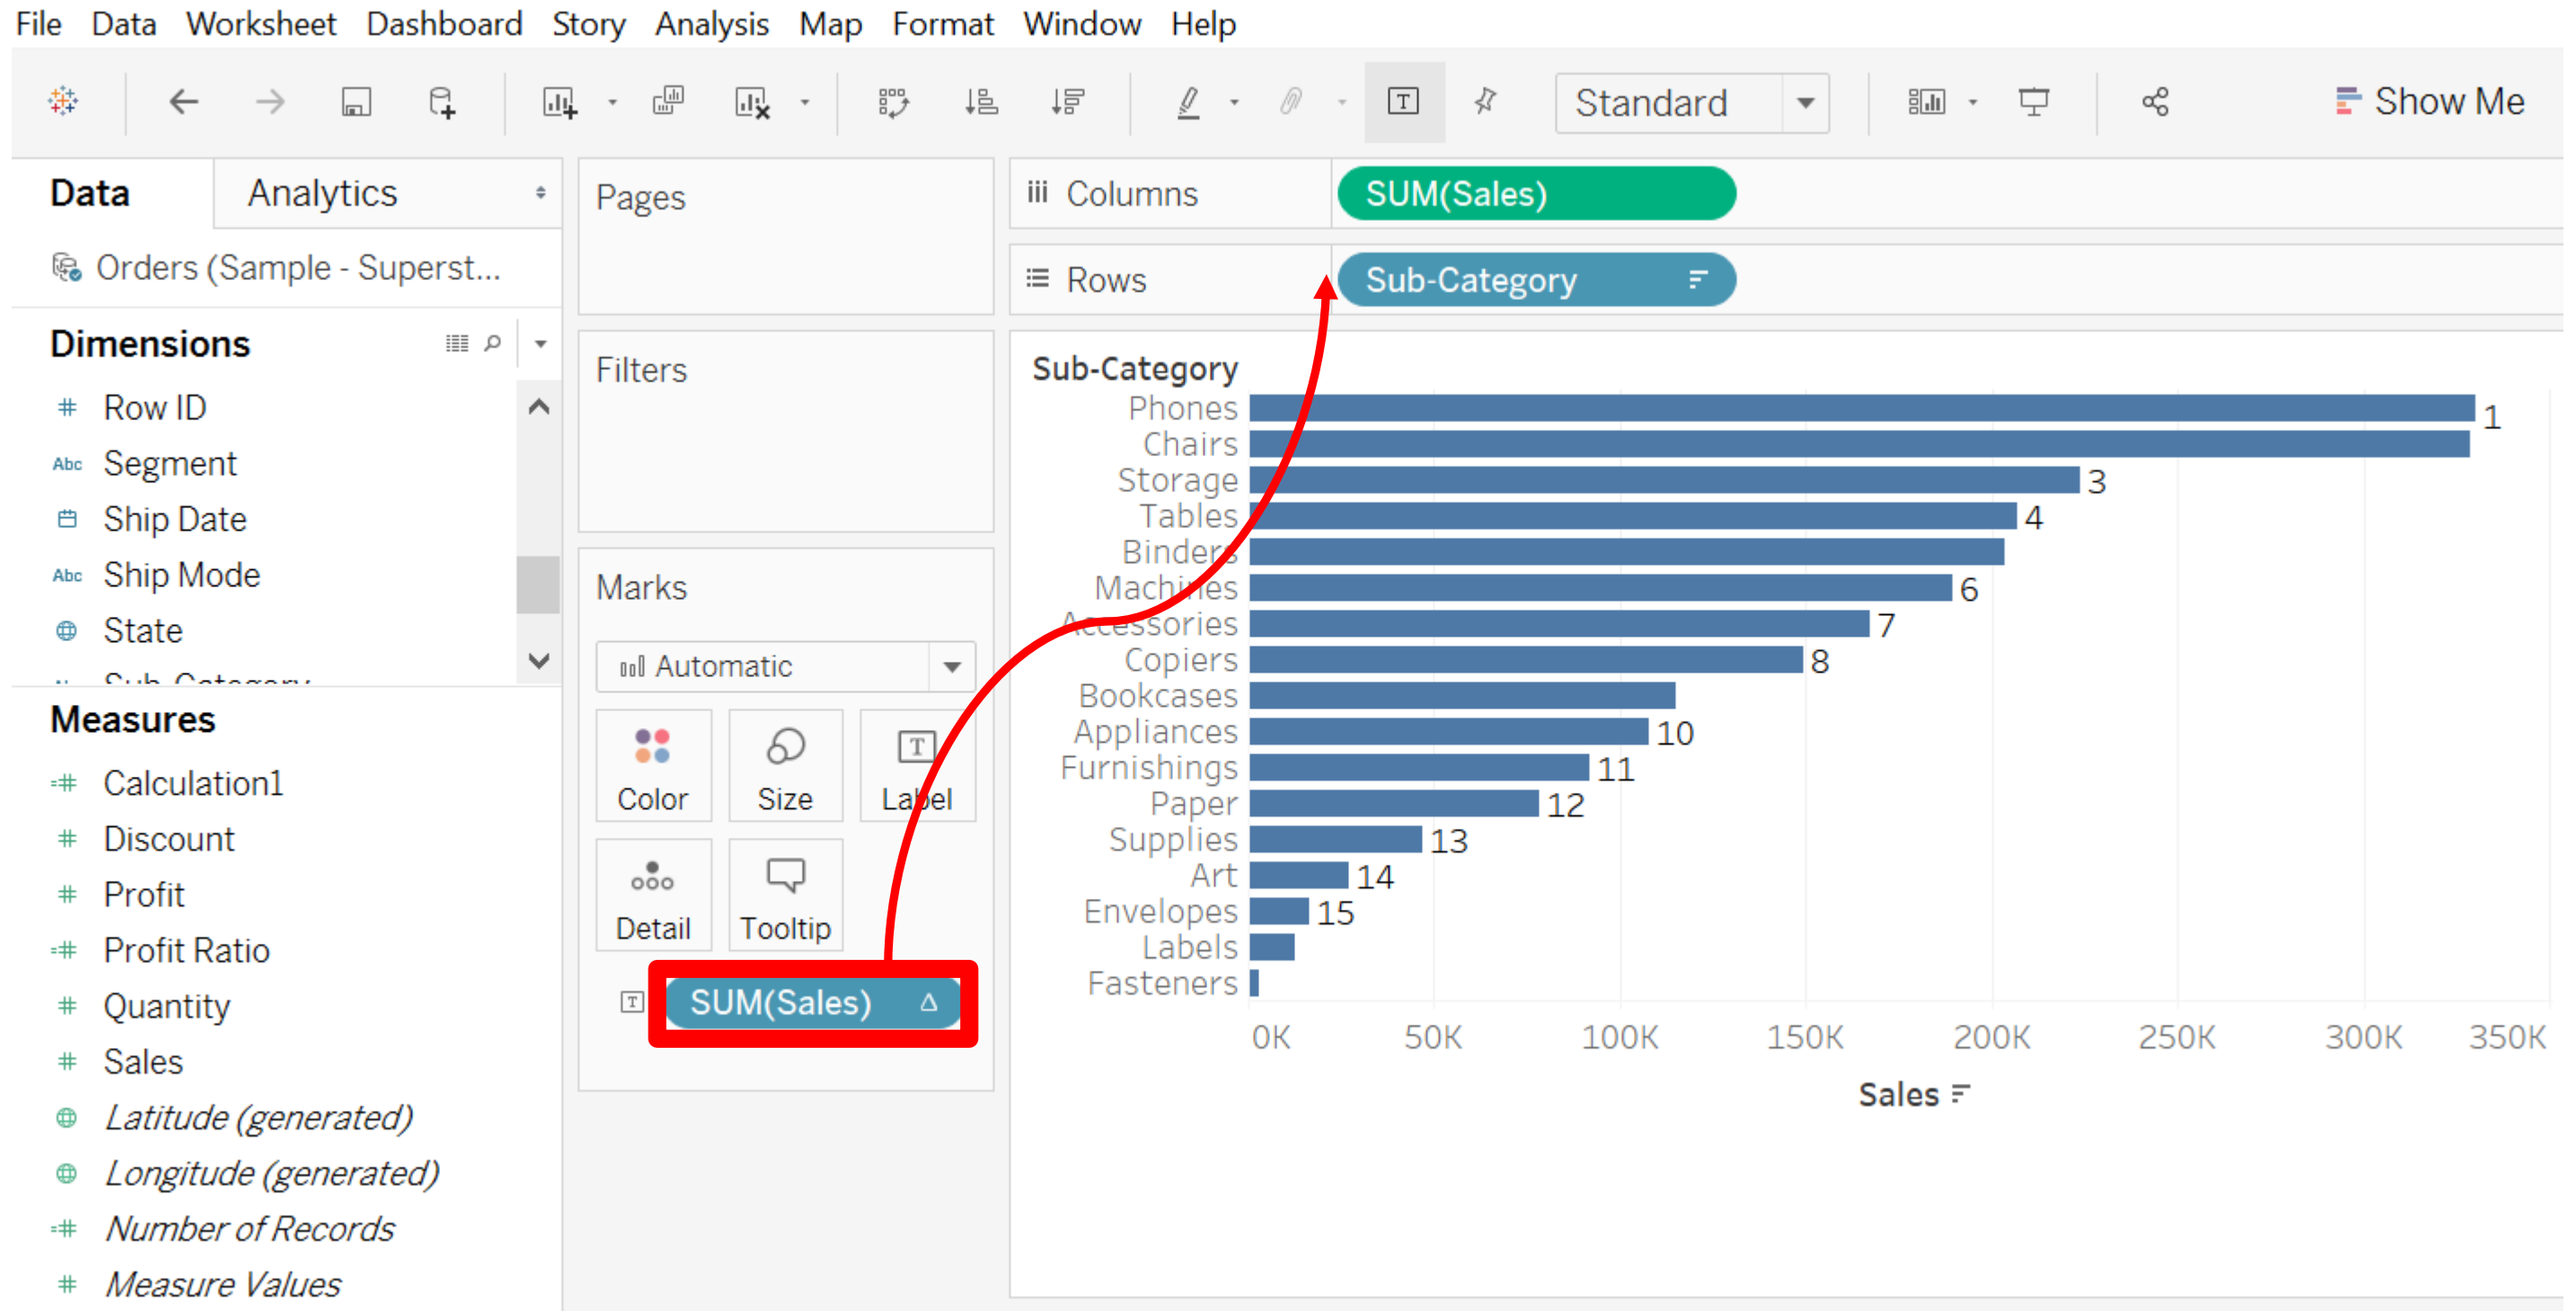 File Data Worksheet Dashboard Story Analysis Map Format Window Help
Standard
Show Me
Data Analytics
Orders (Sample - Superst...
Dimensions
Row ID
Abc Segment
Ship Date
Abc Ship Mode
State
Sub-Category
Measures
Calculation1
Discount
Profit
Profit Ratio
Quantity
Sales
Latitude (generated)
Longitude (generated)
Number of Records
Measure Values
Pages
Filters
Marks
Automatic
Color Size Label
Detail Tooltip
SUM(Sales)
Columns SUM(Sales)
Rows Sub-Category
Sub-Category
Phones 1
Chairs
Storage 3
Tables 4
Binders
Machines 6
Accessories 7
Copiers 8
Bookcases
Appliances 10
Furnishings 11
Paper 12
Supplies 13
Art 14
Envelopes 15
Labels
Fasteners
0K 50K 100K 150K 200K 250K 300K 350K
Sales